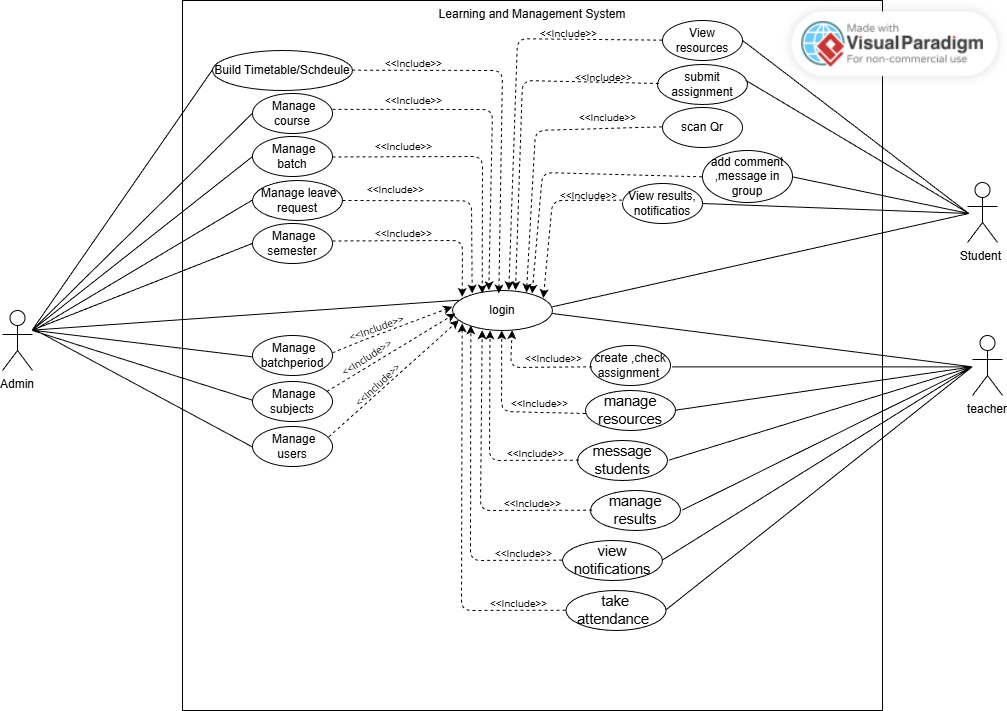 Learning and Management System
Made with
Visual Paradigm
For non-commercial use
Build Timetable/Schdeule
<<Include>>
Manage
course
<<Include>>
Manage
batch
<<Include>>
Manage leave
request
<<Include>>
Manage
semester
<<Include>>
<<Include>>
View
resources
<<Include>>
submit
assignment
<<Include>>
scan Qr
add comment
,message in
group
<<Include>>
View results,
notificatios
Student
login
Admin
Manage
batchperiod
<<Include>>
Manage
subjects
<<Include>>
Manage
users
<<Include>>
<<Include>>
create ,check
assignment
<<Include>>
manage
resources
<<Include>>
message
students
<<Include>>
manage
results
<<Include>>
view
notifications
<<Include>>
take
attendance
teacher